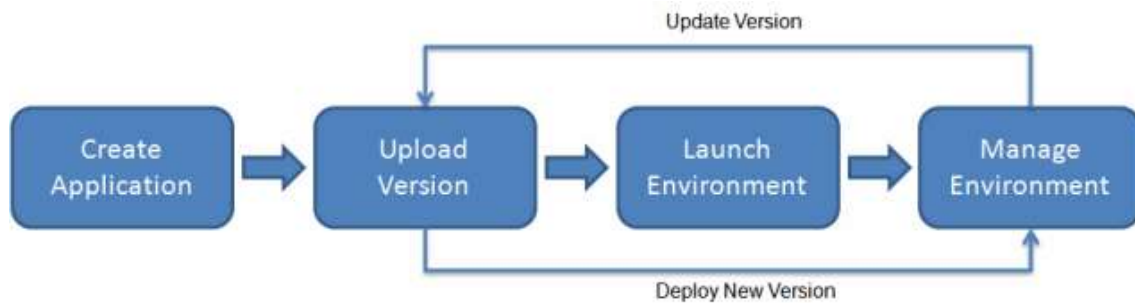 Update Version
Create
Application
Upload
Version
Launch
Environment
Manage
Environment
Deploy New Version